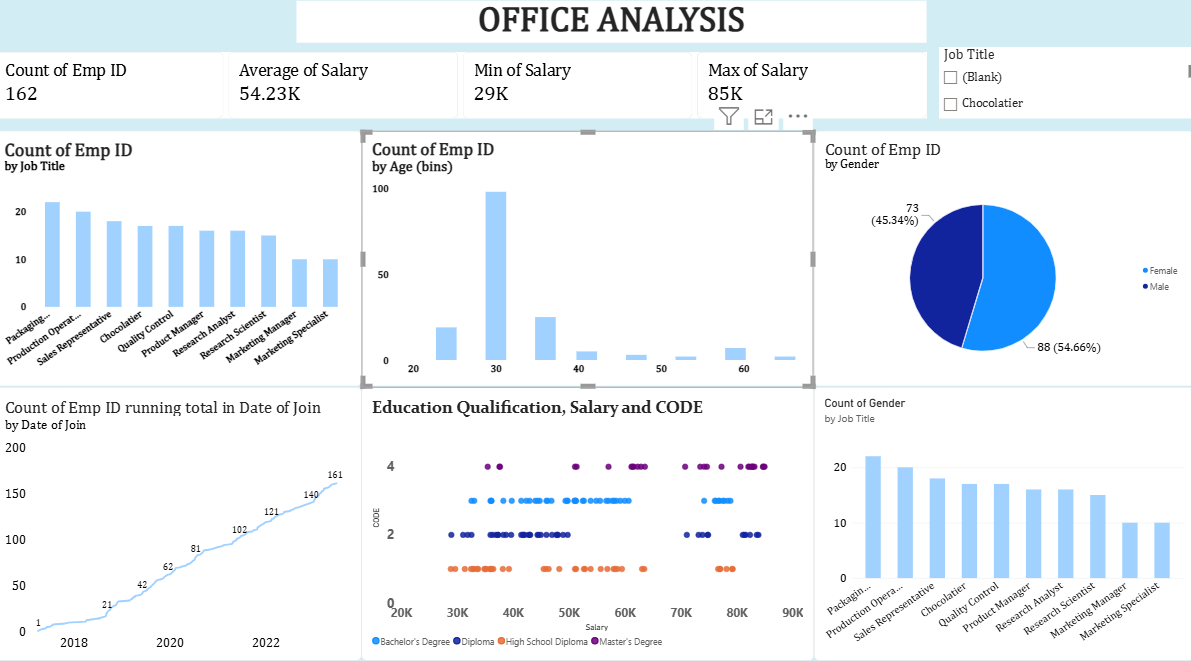 OFFICE ANALYSIS
Count of Emp ID
162
Average of Salary
54.23K
Min of Salary
29K
Max of Salary
85K
Job Title
(Blank)
Chocolatier
Count of Emp ID
by Job Title
20
10
0
Packaging...
Production Operat...
Sales Representative
Chocolatier
Quality Control
Product Manager
Research Analyst
Research Scientist
Marketing Manager
Marketing Specialist
Count of Emp ID
by Age (bins)
100
50
0
20 30 40 50 60
Count of Emp ID
by Gender
73
(45.34%)
88 (54.66%)
Female
Male
Count of Emp ID running total in Date of Join
by Date of Join
200
150
100
50
0
1
21
42
62
81
102
121
140
161
2018 2020 2022
Education Qualification, Salary and CODE
CODE
4
2
0
20K 30K 40K 50K 60K 70K 80K 90K
Salary
Bachelor's Degree Diploma High School Diploma Master's Degree
Count of Gender
by Job Title
20
10
0
Packagin...
Production Opera...
Sales Representative
Chocolatier
Quality Control
Product Manager
Research Analyst
Research Scientist
Marketing Manager
Marketing Specialist